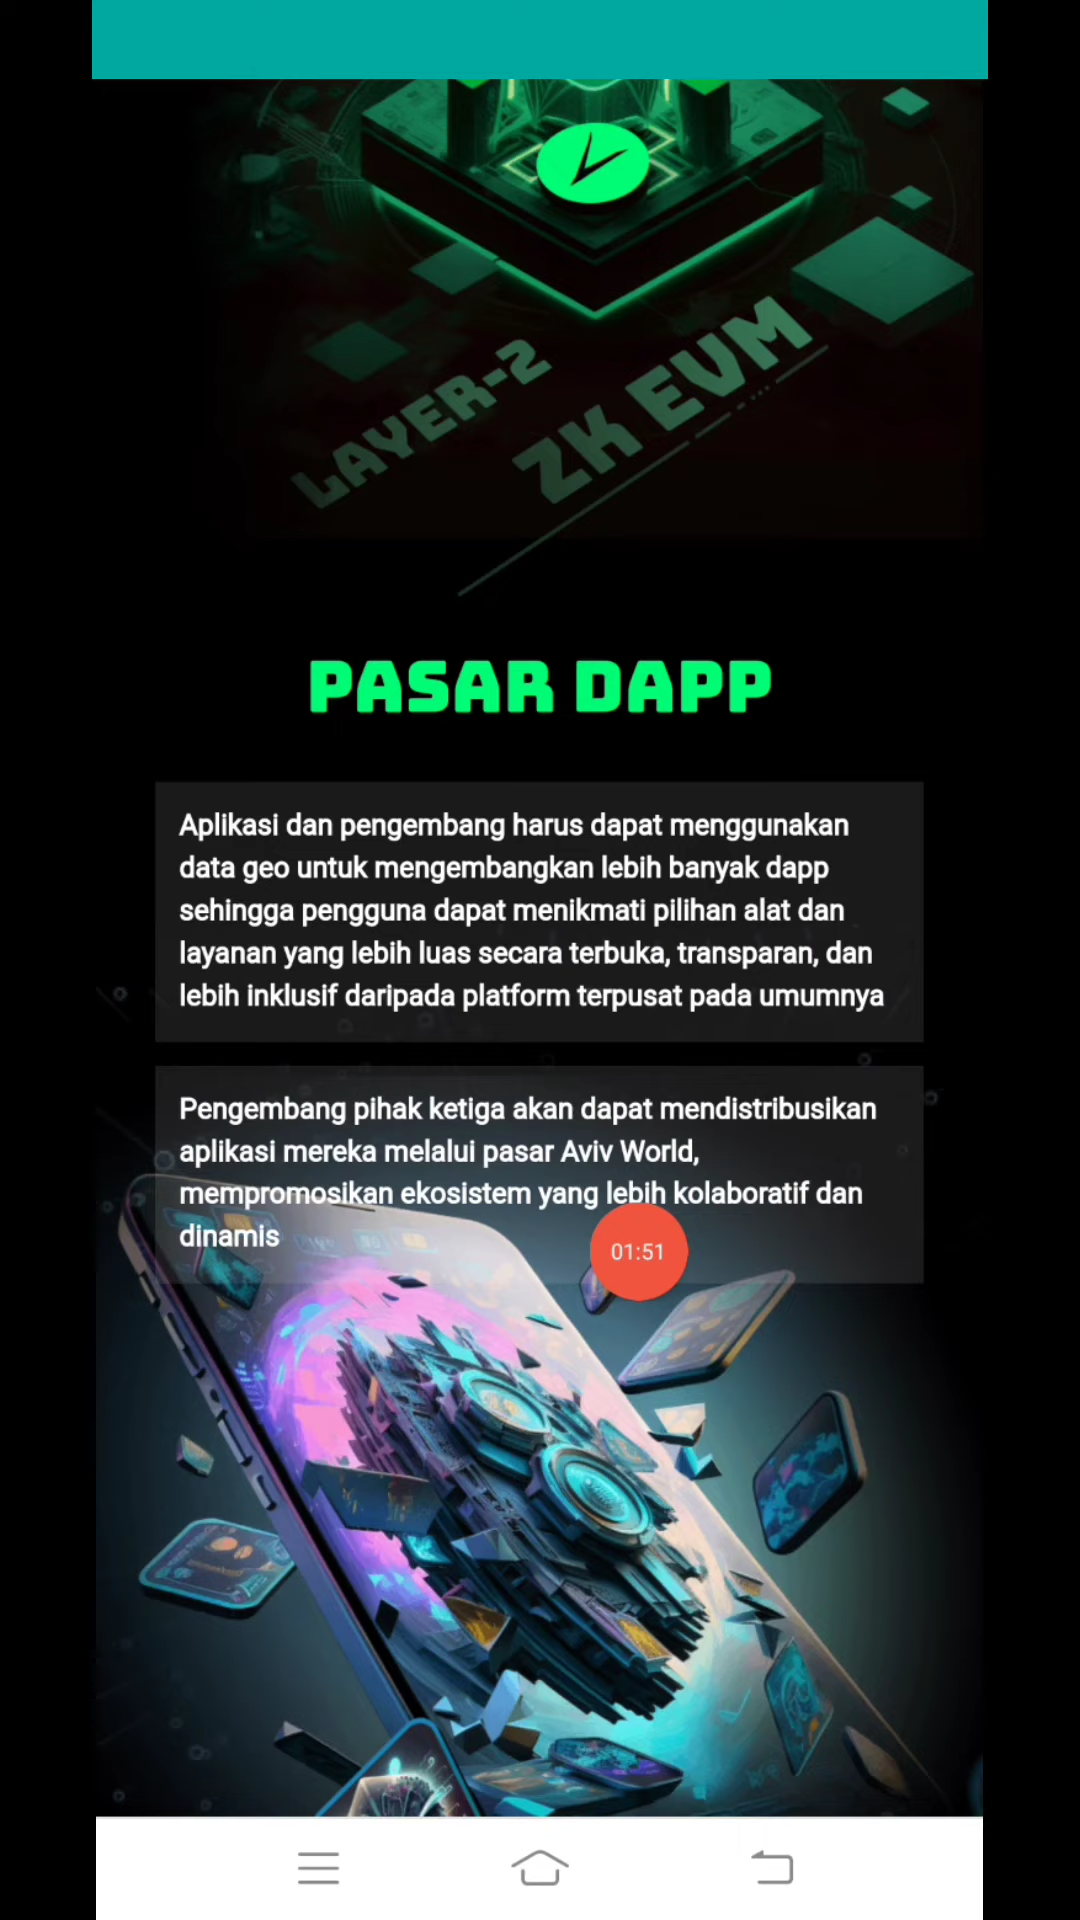 LAYER-2
ZK EVM
PASAR DAPP
Aplikasi dan pengembang harus dapat menggunakan
data geo untuk mengembangkan lebih banyak dapp
sehingga pengguna dapat menikmati pilihan alat dan
layanan yang lebih luas secara terbuka, transparan, dan
lebih inklusif daripada platform terpusat pada umumnya
Pengembang pihak ketiga akan dapat mendistribusikan
aplikasi mereka melalui pasar Aviv World,
mempromosikan ekosistem yang lebih kolaboratif dan
dinamis
01:51